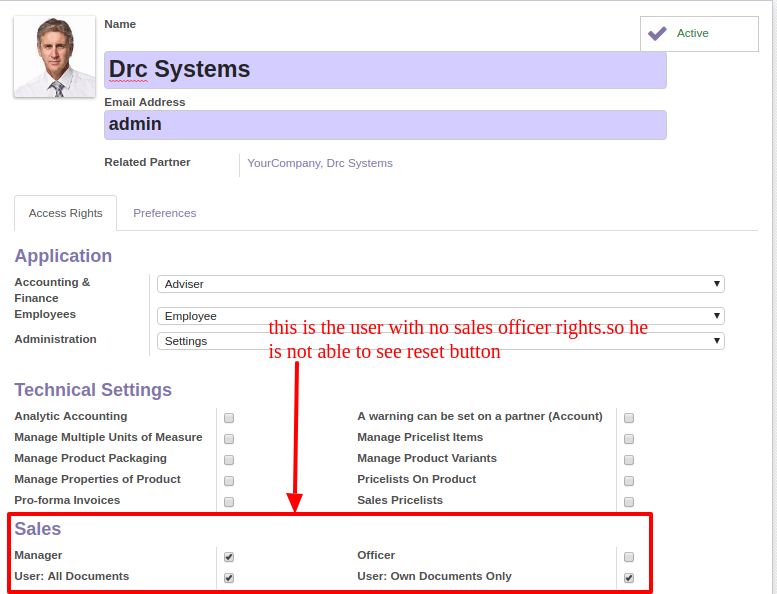 Name
Active
Drc Systems
Email Address
admin
Related Partner
YourCompany, Drc Systems
Access Rights
Preferences
Application
Accounting &
Finance
Adviser
Employees
Employee
Administration
Settings
this is the user with no sales officer rights.so he
is not able to see reset button
Technical Settings
Analytic Accounting
A warning can be set on a partner (Account)
Manage Multiple Units of Measure
Manage Pricelist Items
Manage Product Packaging
Manage Product Variants
Manage Properties of Product
Pricelists On Product
Pro-forma Invoices
Sales Pricelists
Sales
Manager
Officer
User: All Documents
User: Own Documents Only